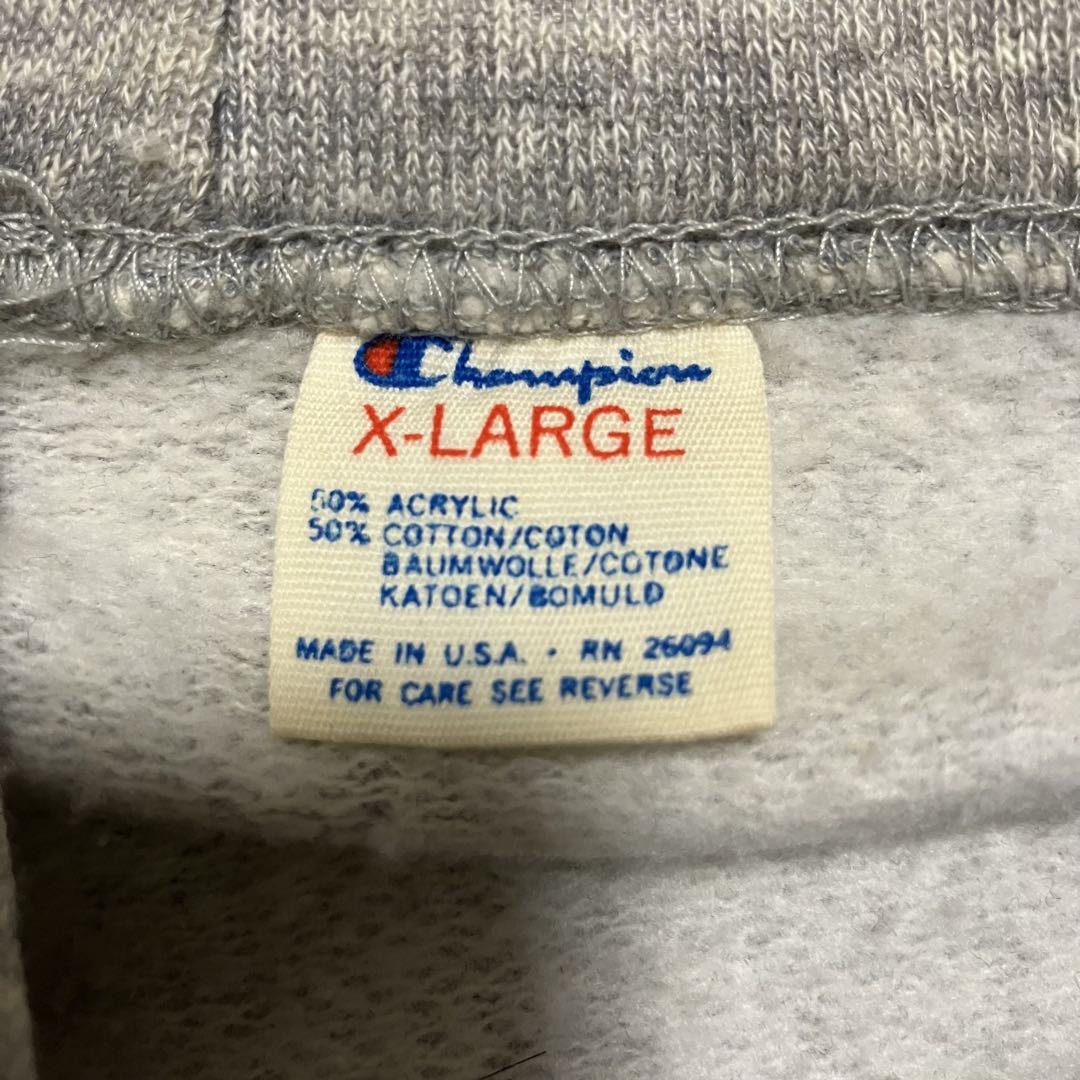 Champion
X-LARGE
50% ACRYLIC
50% COTTON/COTON
BAUMWOLLE/COTONE
KATOEN/BOMULD
MADE IN U.S.A. · RN 26094
FOR CARE SEE REVERSE